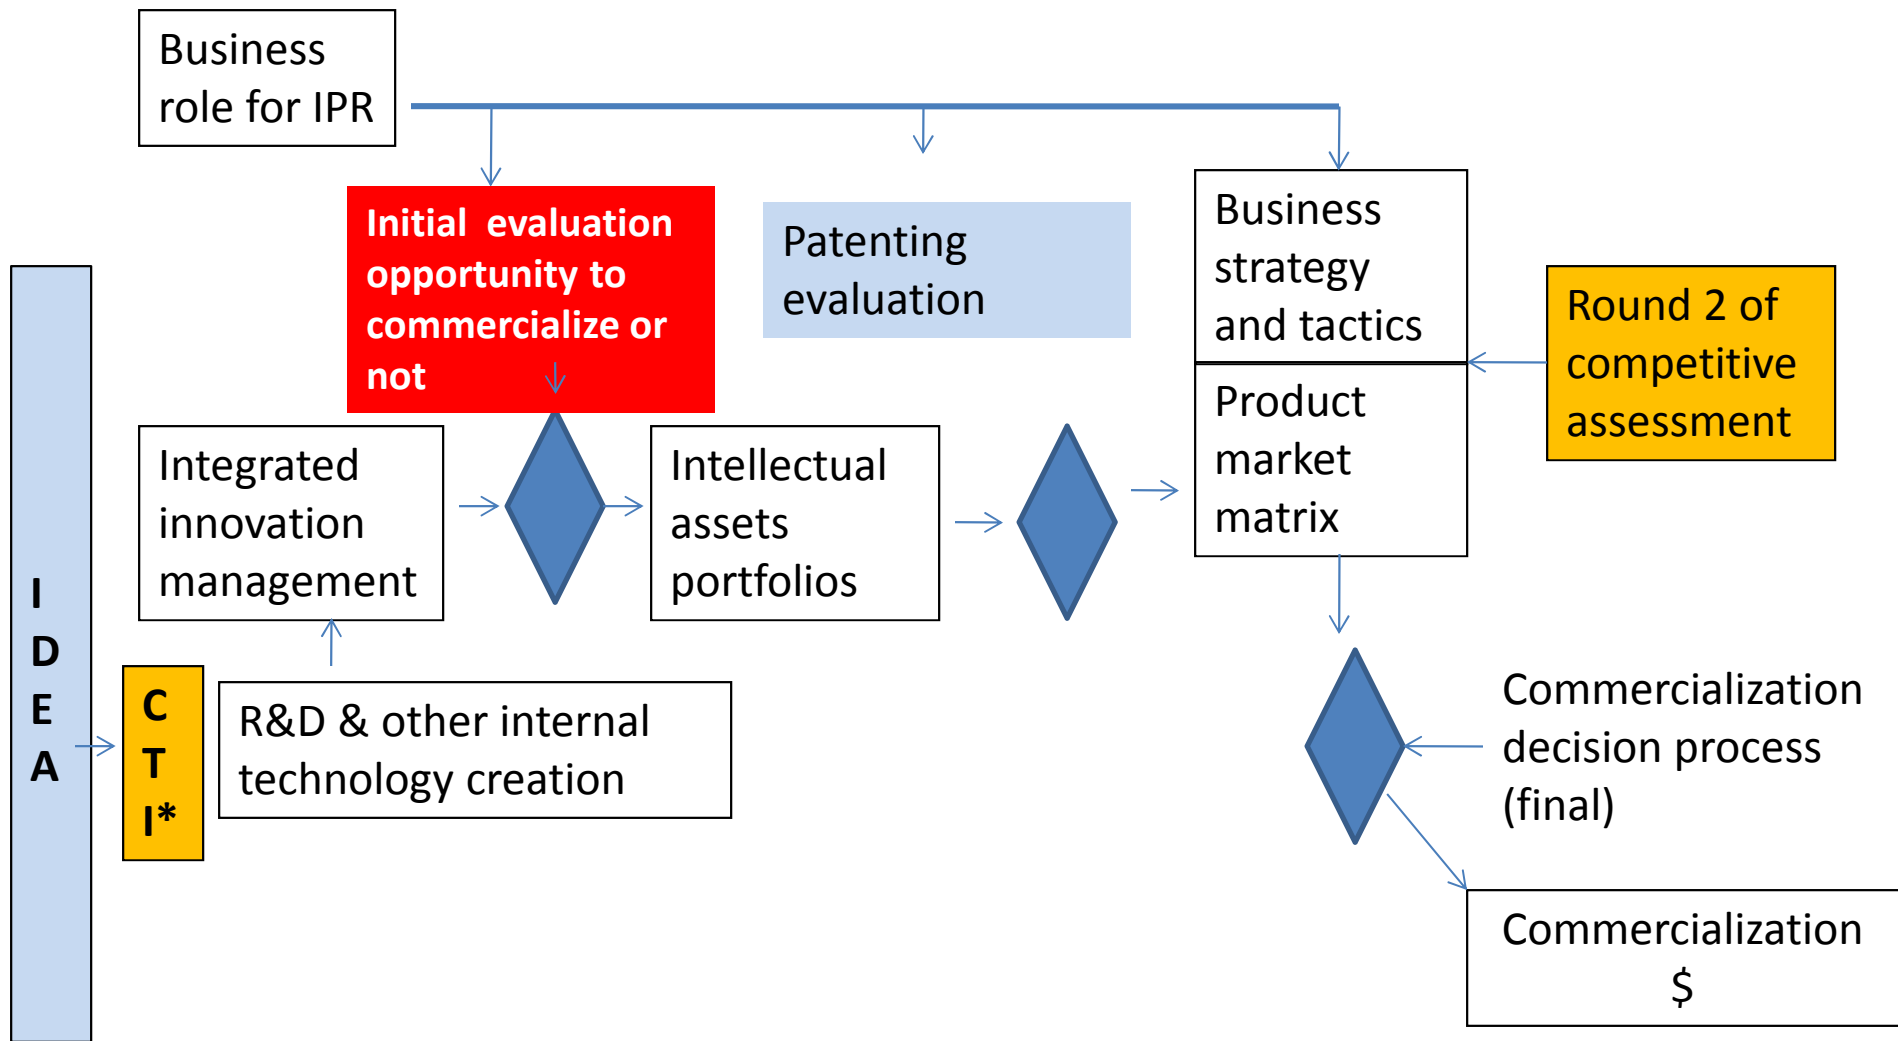 Business
role for IPR
Initial evaluation
opportunity to
commercialize or
not
Patenting
evaluation
Business
strategy
and tactics
Round 2 of
competitive
assessment
Integrated
innovation
management
Intellectual
assets
portfolios
Product
market
matrix
I
D
E
A
C
T
I*
R&D & other internal
technology creation
Commercialization
decision process
(final)
Commercialization
$